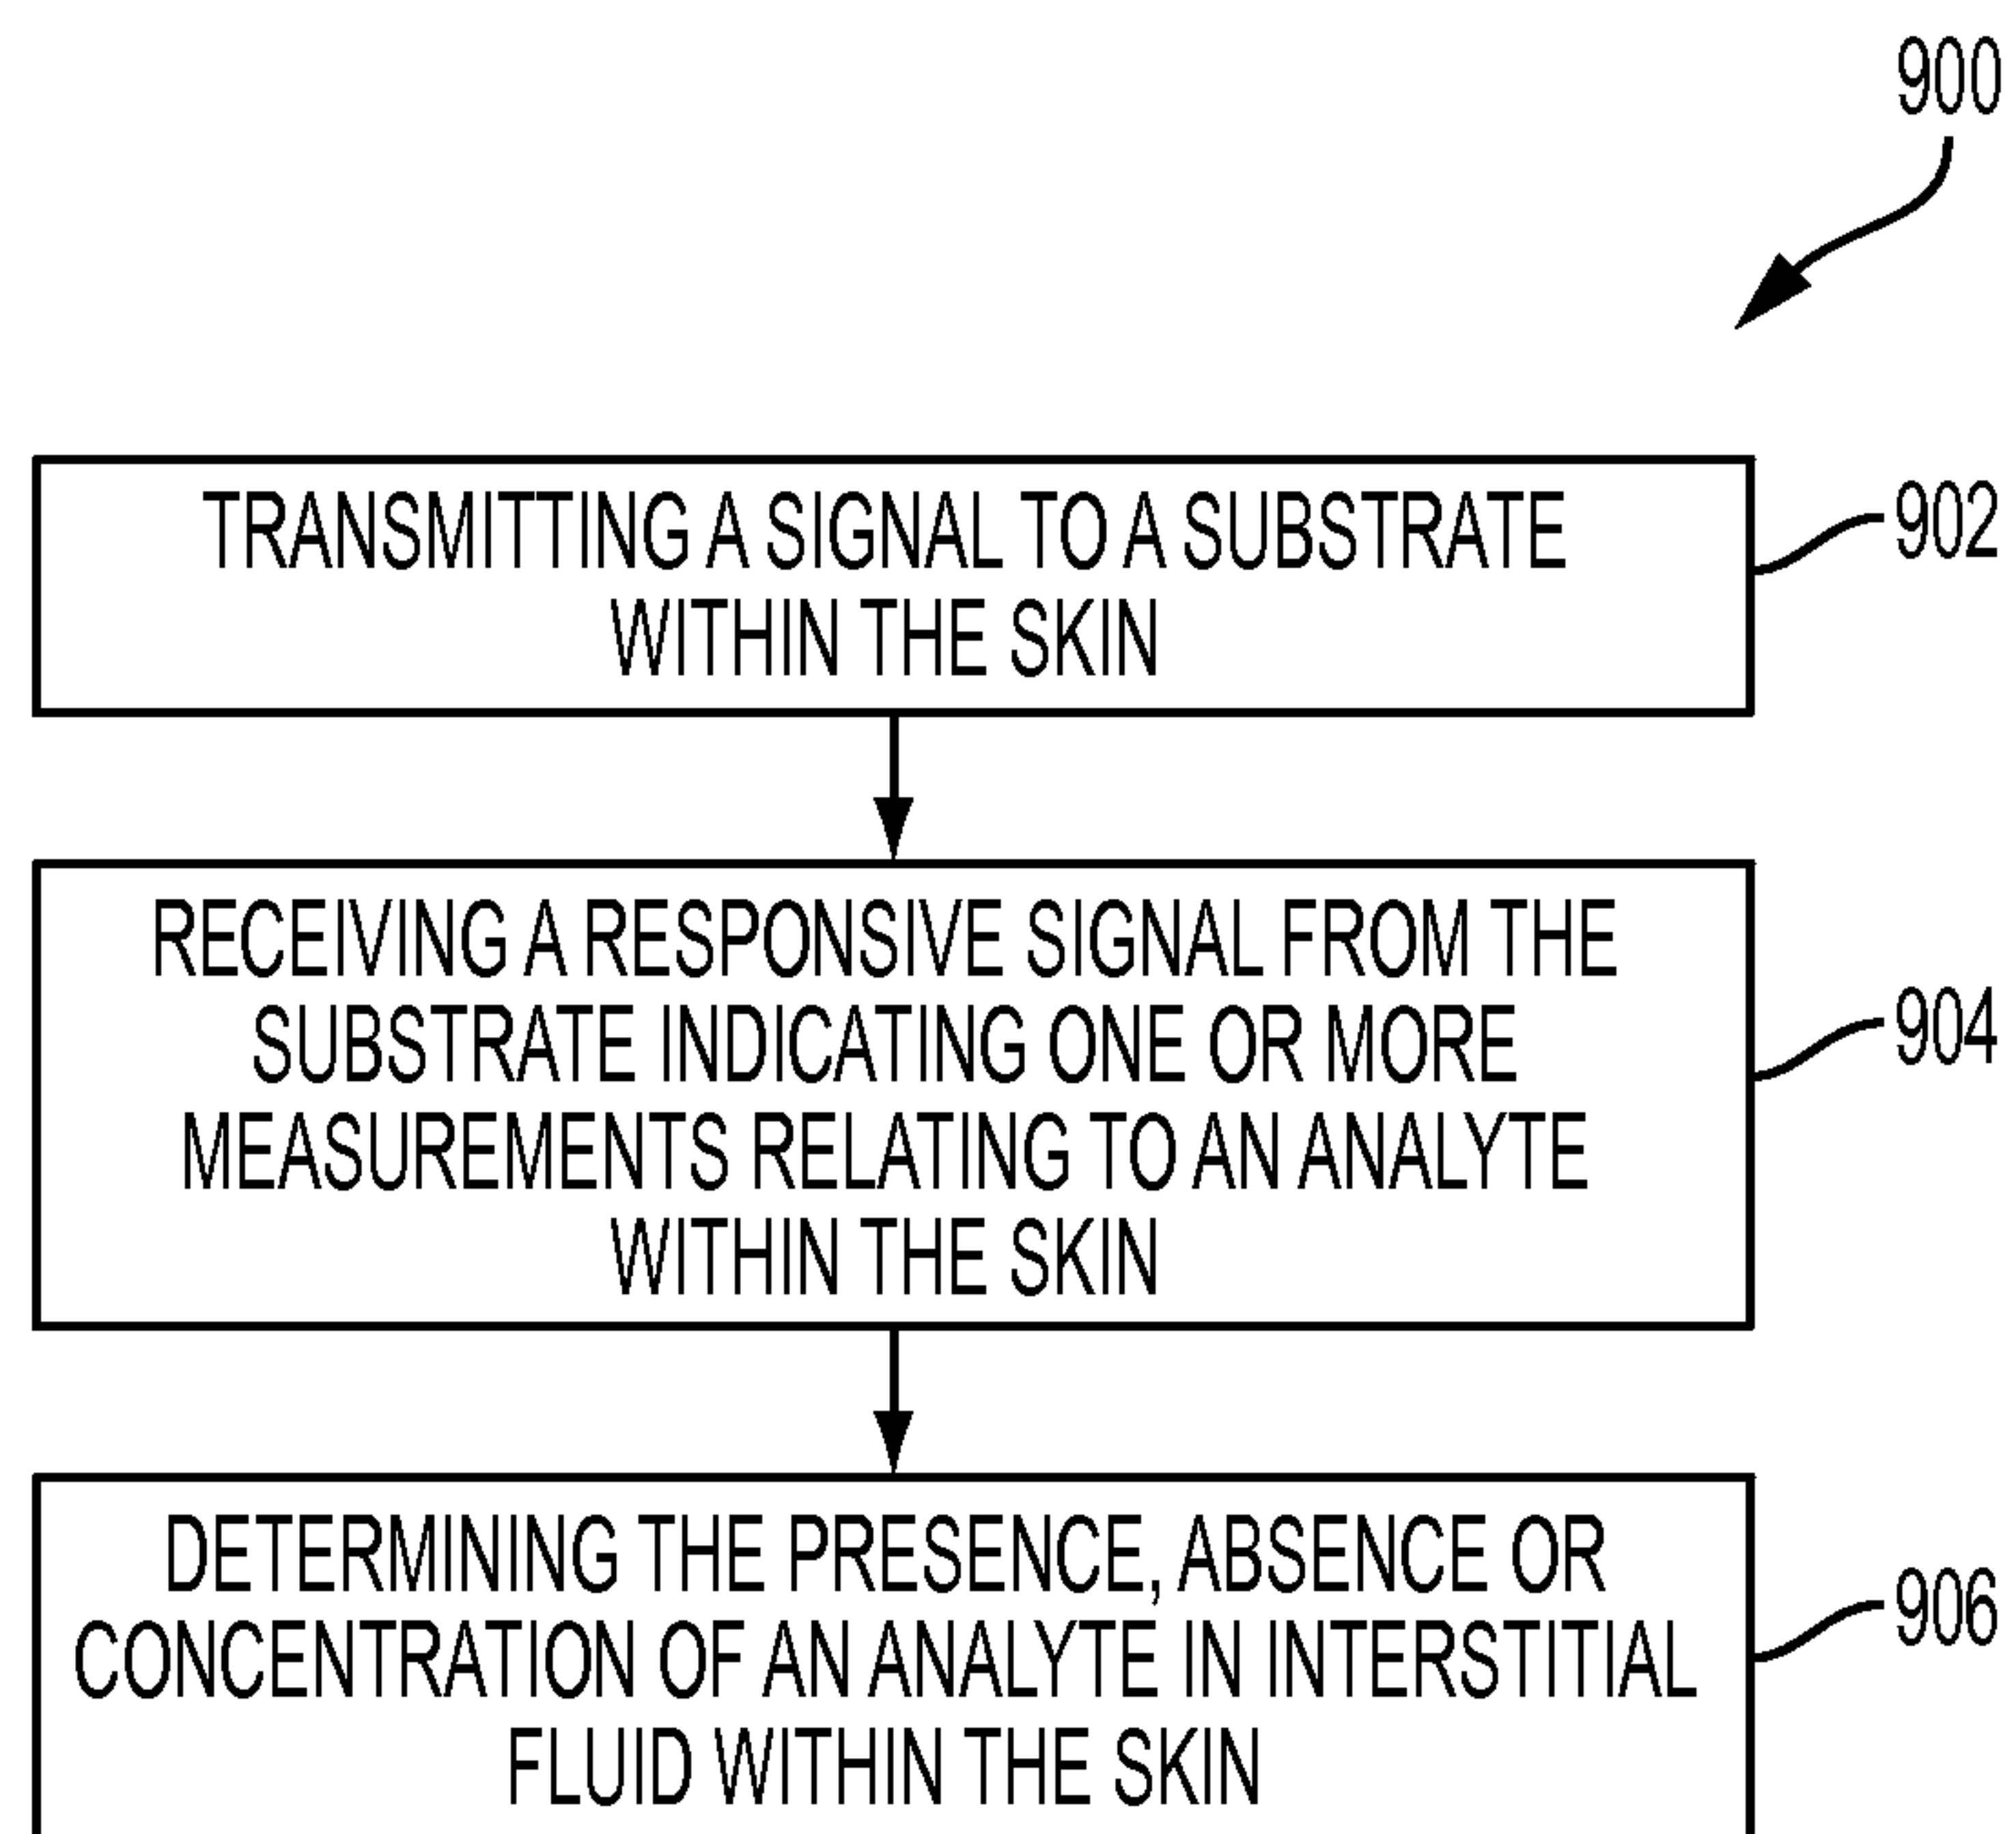 900
TRANSMITTING A SIGNAL TO A SUBSTRATE
WITHIN THE SKIN
902
RECEIVING A RESPONSIVE SIGNAL FROM THE
SUBSTRATE INDICATING ONE OR MORE
MEASUREMENTS RELATING TO AN ANALYTE
WITHIN THE SKIN
904
DETERMINING THE PRESENCE, ABSENCE OR
CONCENTRATION OF AN ANALYTE IN INTERSTITIAL
FLUID WITHIN THE SKIN
906